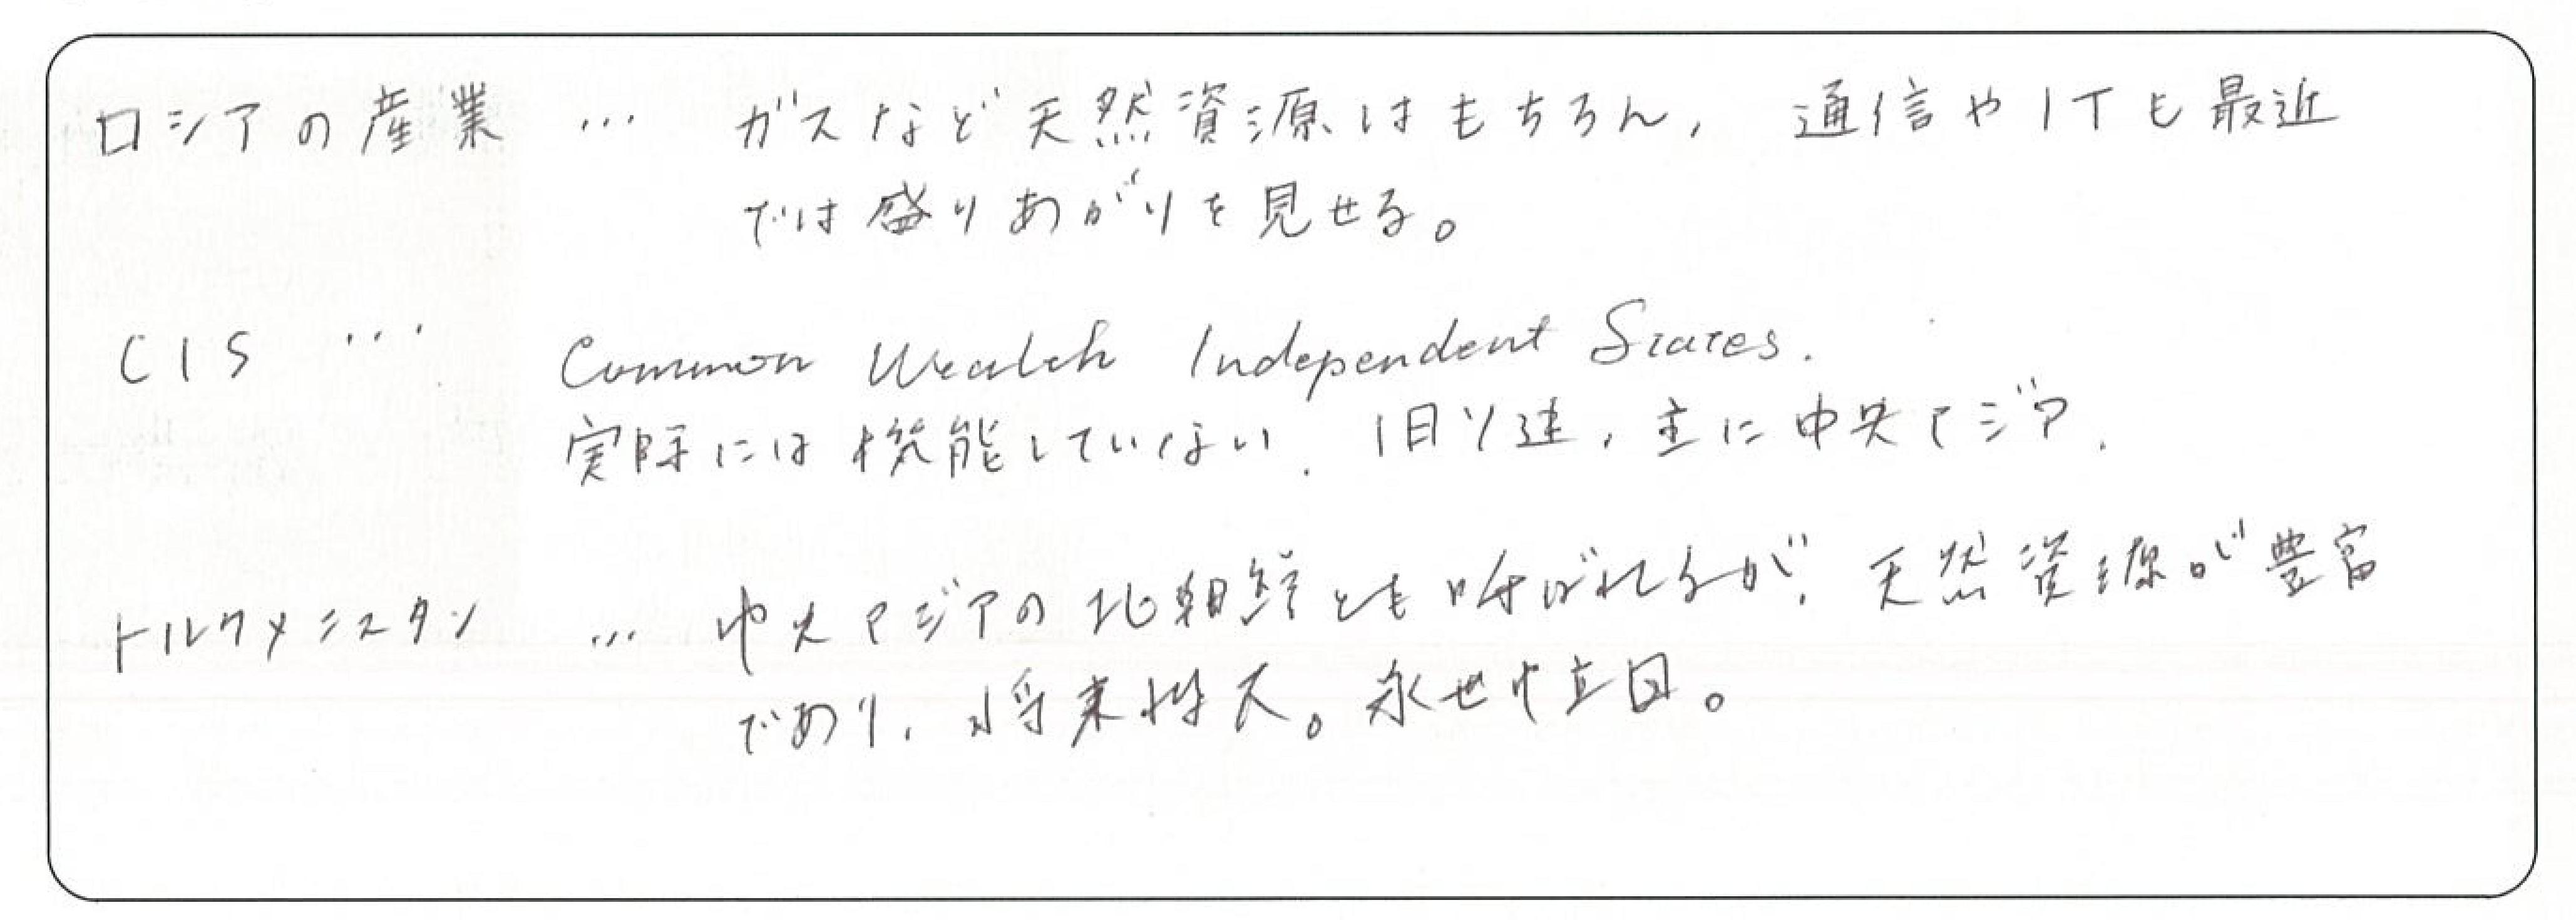 ロシアの産業 … ガスなど天然資源はもちろん, 通信やITも最近
では盛りあがりを見せる。
CIS … Common Wealth Independent States.
実際には機能していない. 旧ソ連, 主に中央アジア.
トルクメニスタン … 中央アジアの北朝鮮とも呼ばれるが, 天然資源が豊富
であり, 将来性大。永世中立国。